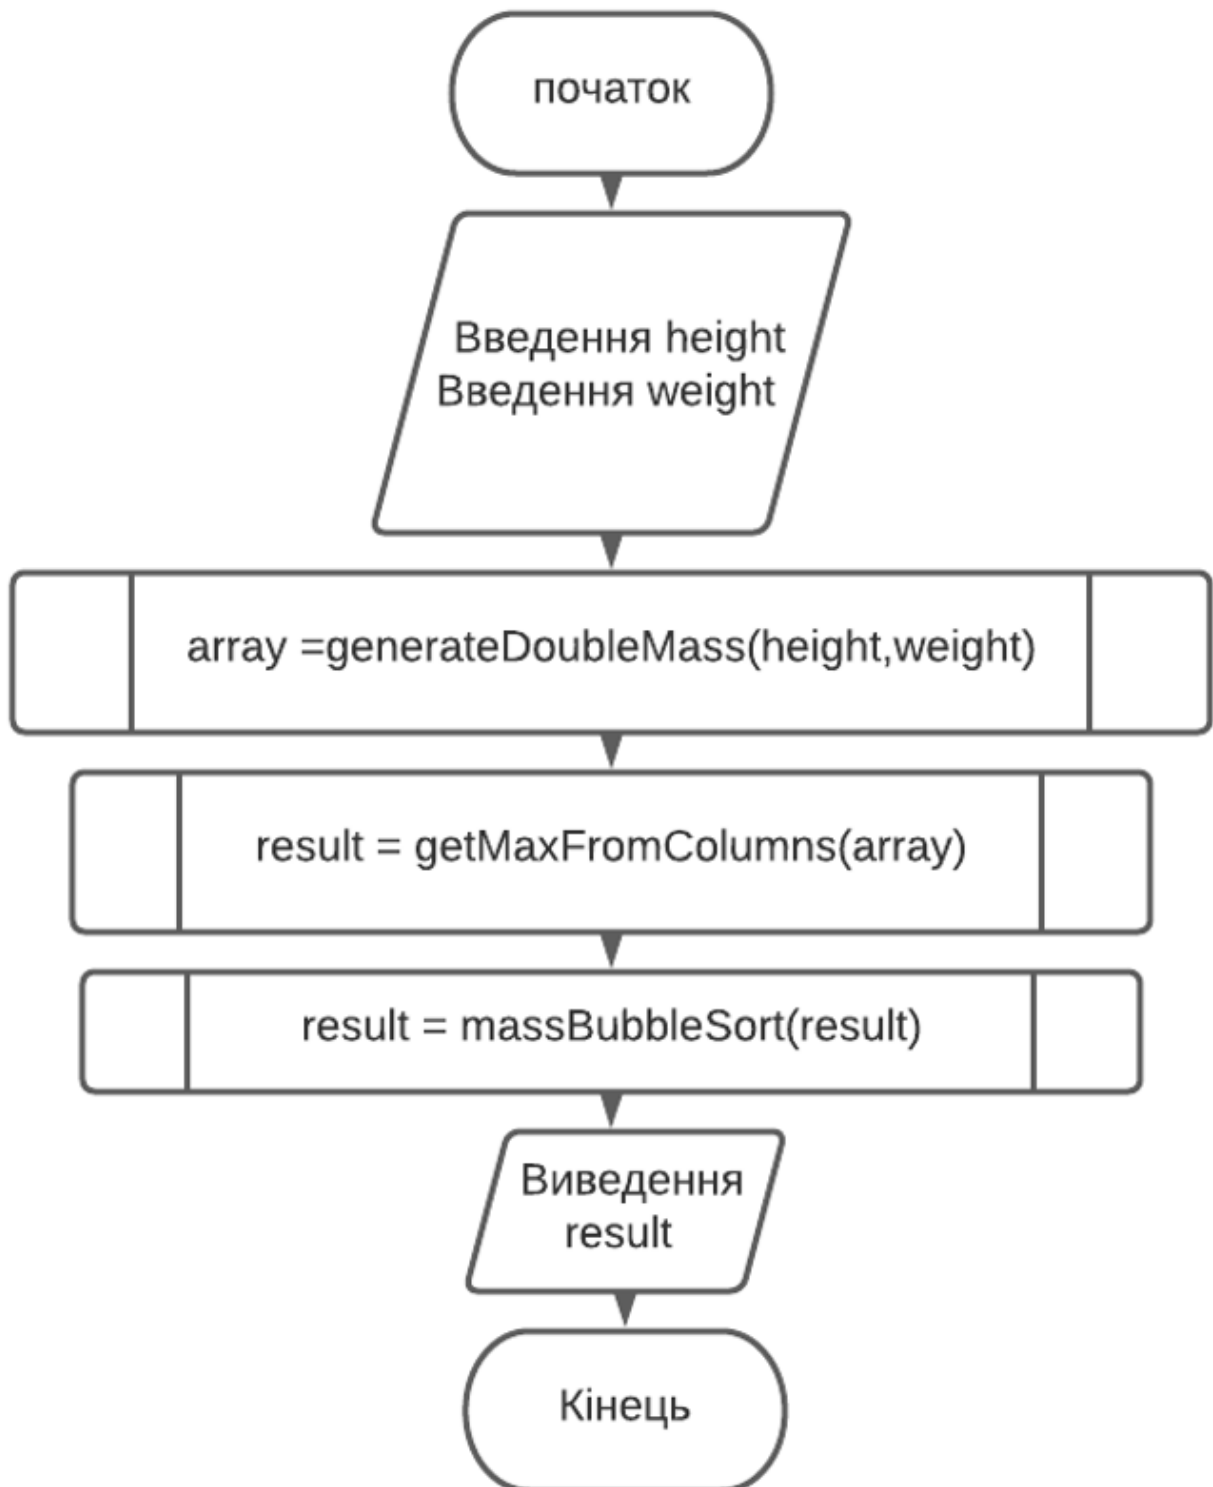 початок
Введення height
Введення weight
array =generateDoubleMass(height,weight)
result = getMaxFromColumns(array)
result = massBubbleSort(result)
Виведення
result
Кінець